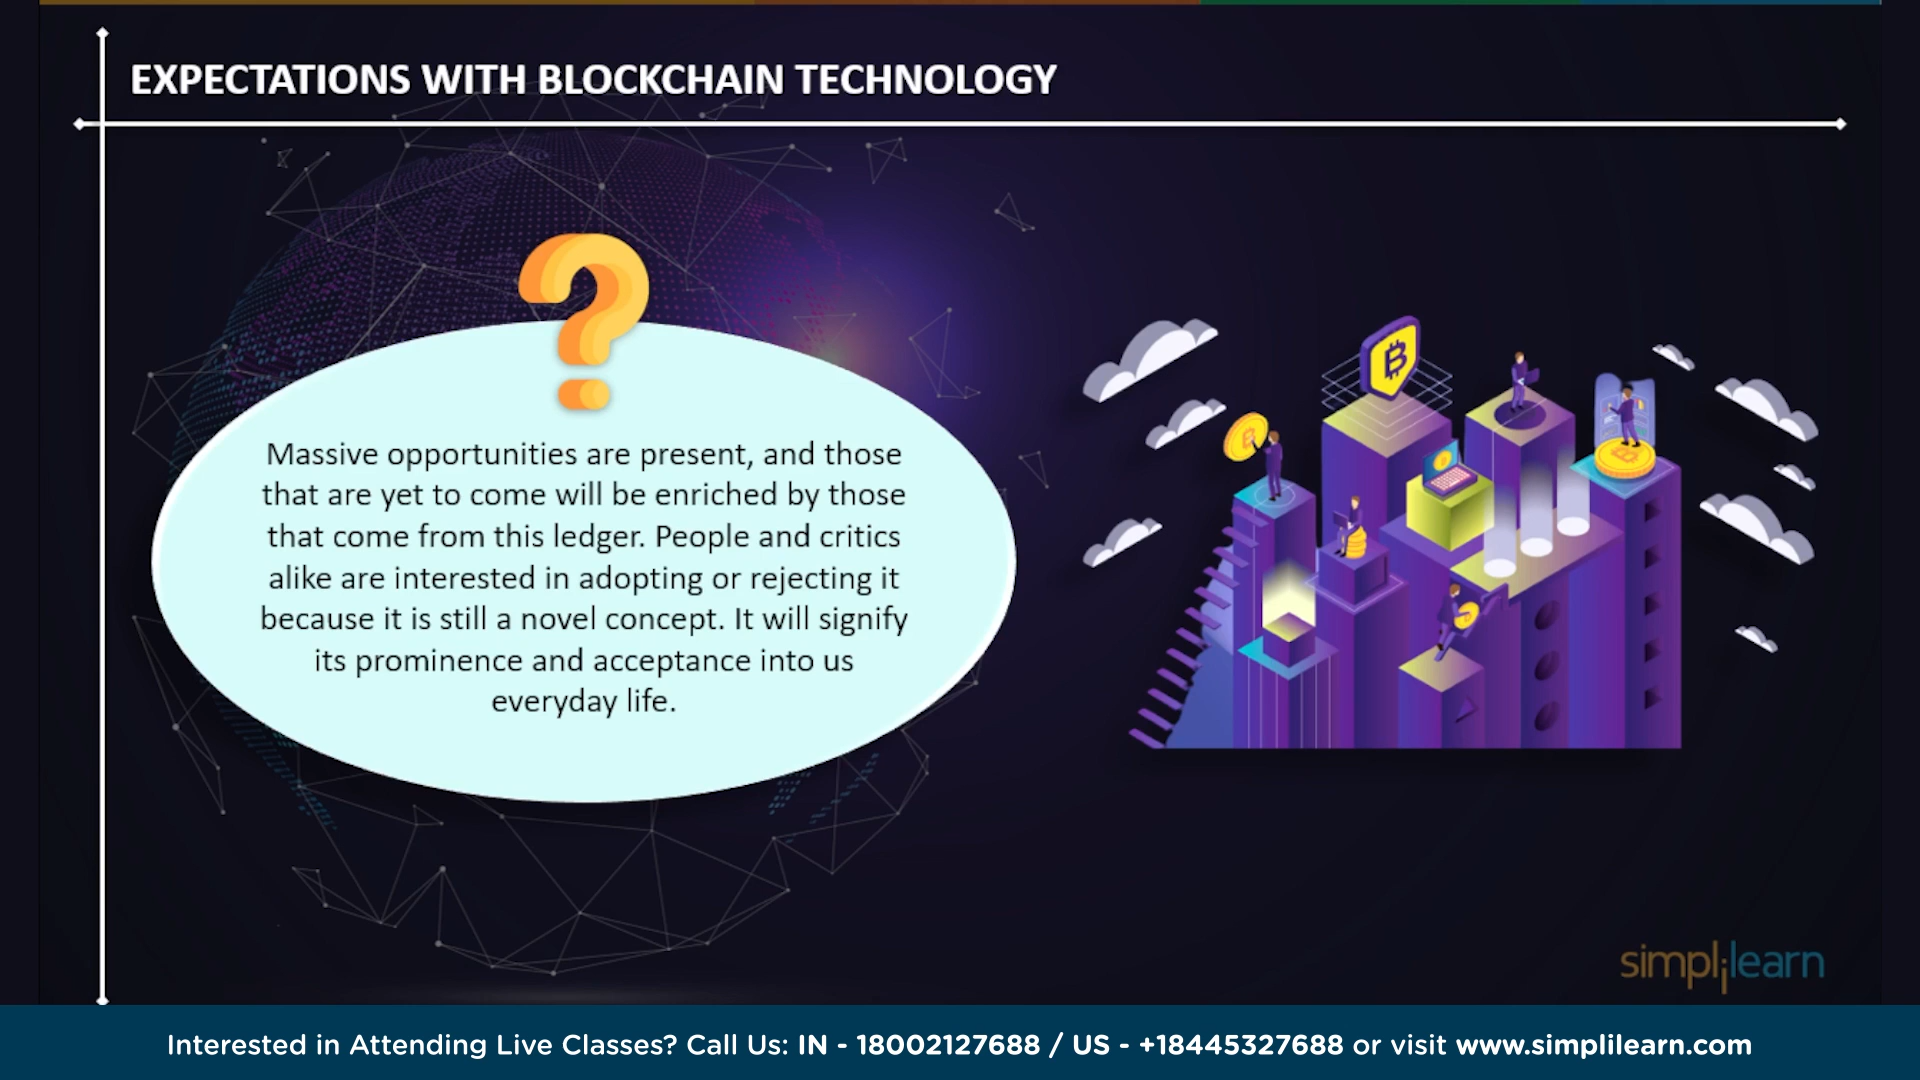 EXPECTATIONS WITH BLOCKCHAIN TECHNOLOGY
Massive opportunities are present, and those
that are yet to come will be enriched by those
that come from this ledger. People and critics
alike are interested in adopting or rejecting it
because it is still a novel concept. It will signify
its prominence and acceptance into us
everyday life.
simplilearn
Interested in Attending Live Classes? Call Us: IN - 18002127688 / US - +18445327688 or visit www.simplilearn.com